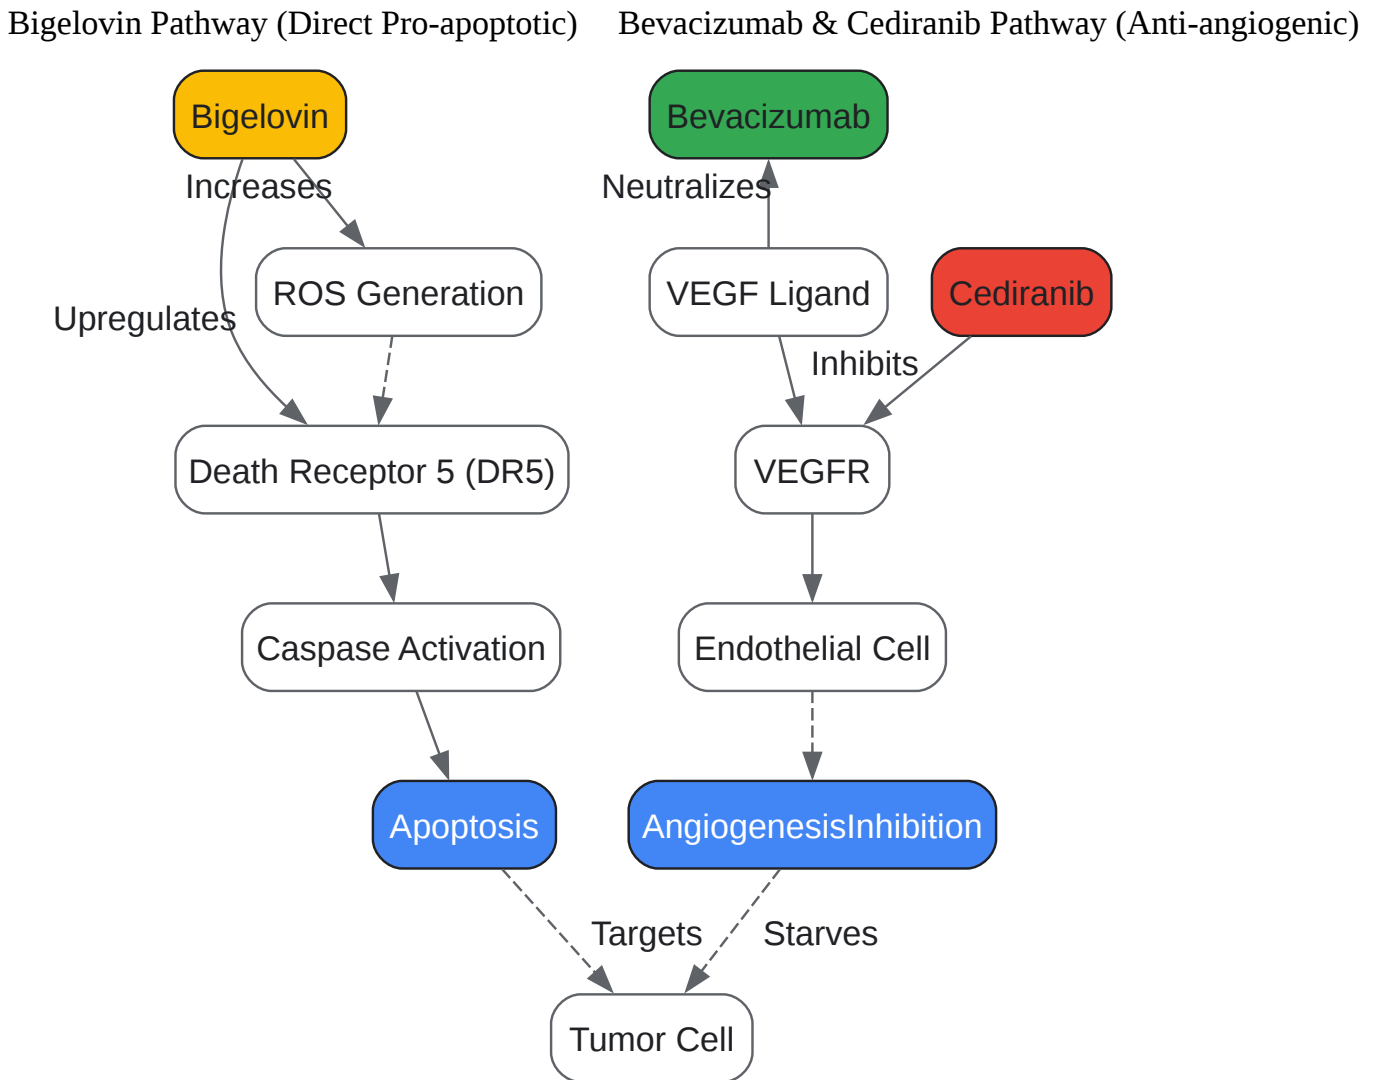 Bigelovin Pathway (Direct Pro-apoptotic)
Bevacizumab & Cediranib Pathway (Anti-angiogenic)
Bigelovin
Bevacizumab
Increases
Neutralizes
ROS Generation
VEGF Ligand
Cediranib
Upregulates
Inhibits
Death Receptor 5 (DR5)
VEGFR
Caspase Activation
Endothelial Cell
Apoptosis
AngiogenesisInhibition
Targets
Starves
Tumor Cell